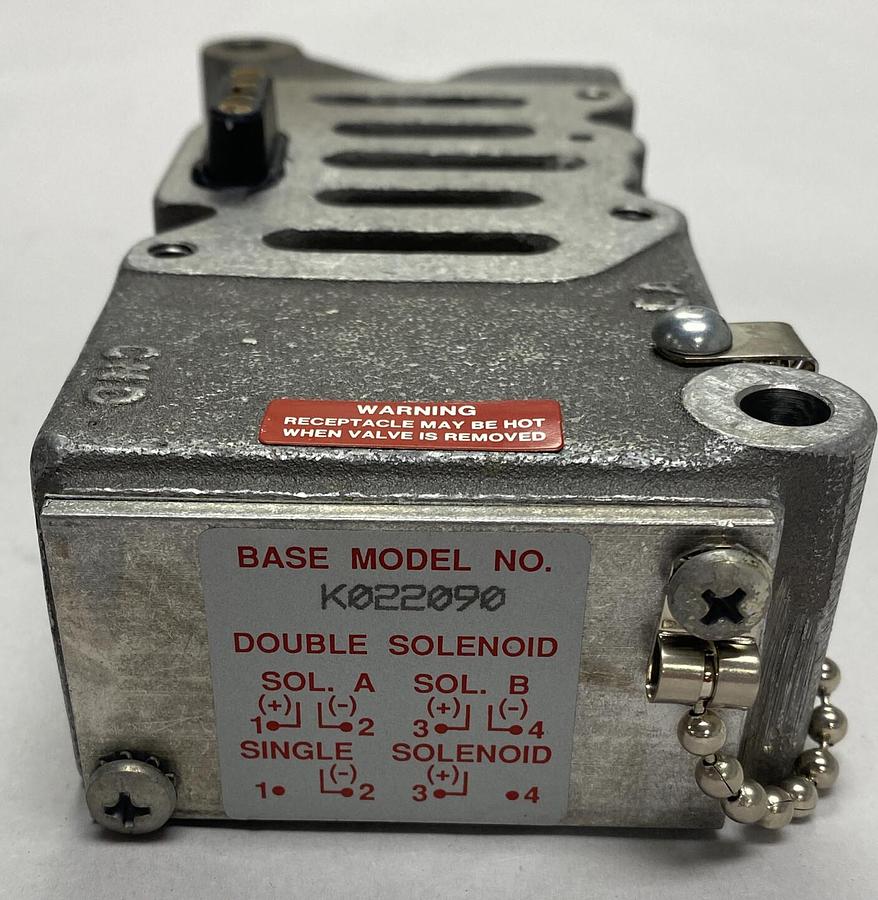 WARNING
RECEPTACLE MAY BE HOT
WHEN VALVE IS REMOVED
BASE MODEL NO.
K022090
DOUBLE SOLENOID
SOL. A SOL. B
(+) (-) (+) (-)
1 2 3 4
SINGLE SOLENOID
(-) (+)
1 2 3 4